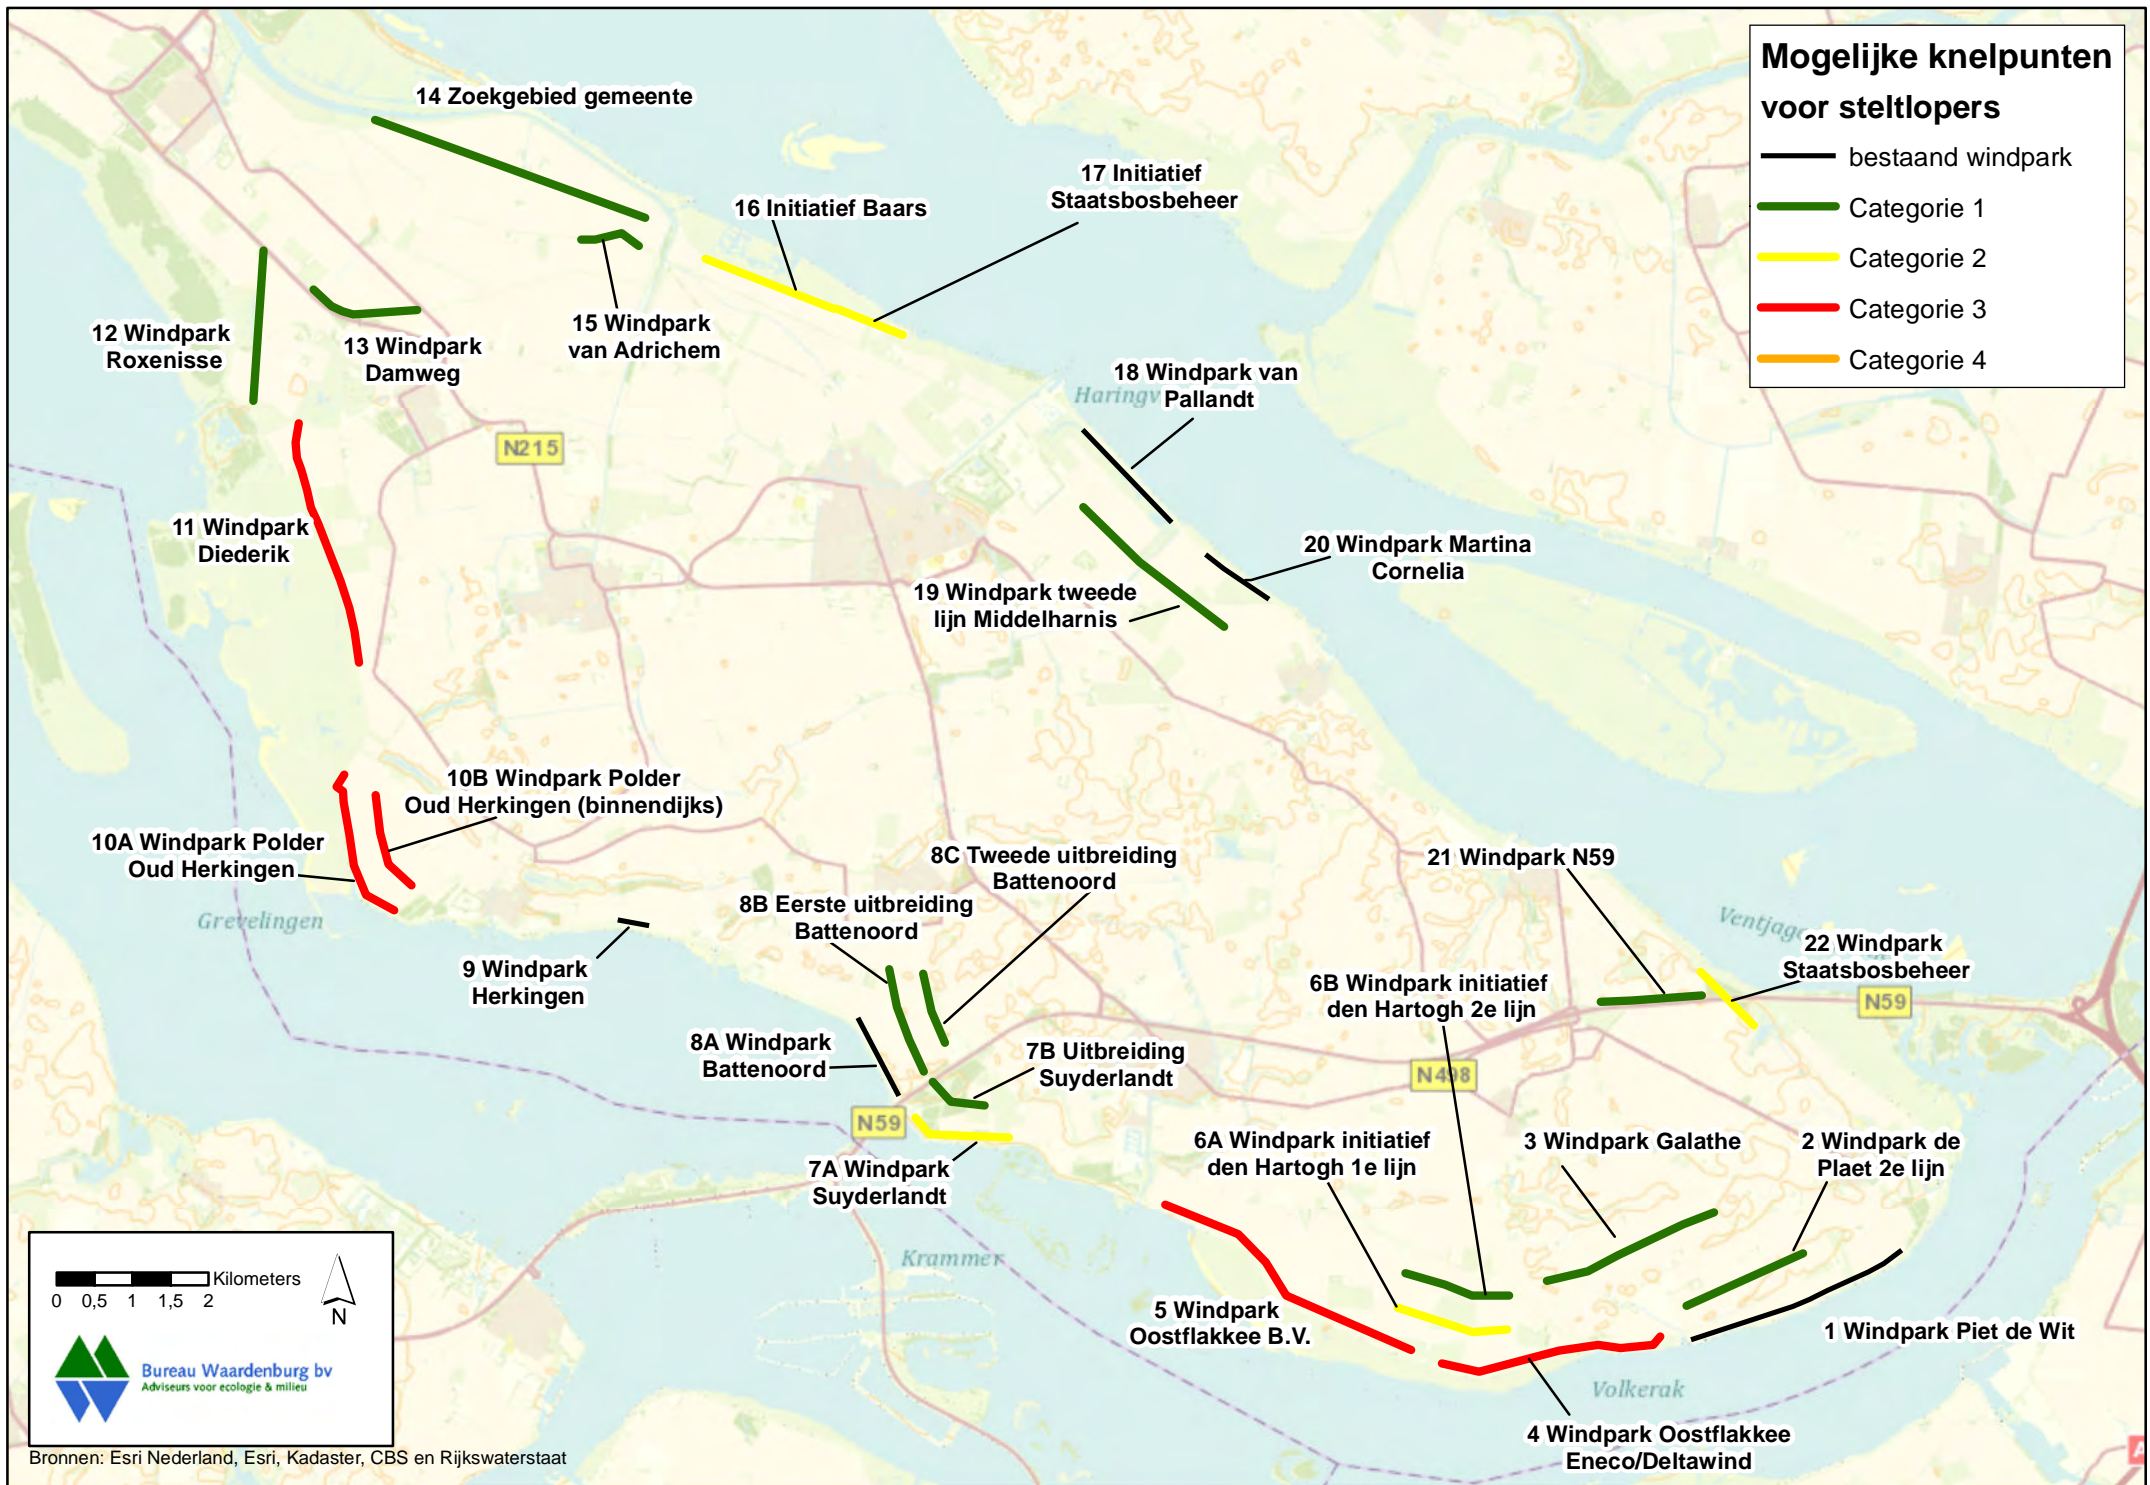 Mogelijke knelpunten
voor steltlopers
bestaand windpark
Categorie 1
Categorie 2
Categorie 3
Categorie 4
14 Zoekgebied gemeente
17 Initiatief
Staatsbosbeheer
16 Initiatief Baars
15 Windpark
van Adrichem
12 Windpark
Roxenisse
13 Windpark
Damweg
18 Windpark van
Pallandt
Haringv
N215
11 Windpark
Diederik
20 Windpark Martina
Cornelia
19 Windpark tweede
lijn Middelharnis
10B Windpark Polder
Oud Herkingen (binnendijks)
10A Windpark Polder
Oud Herkingen
8C Tweede uitbreiding
Battenoord
21 Windpark N59
8B Eerste uitbreiding
Battenoord
Grevelingen
Ventjag
22 Windpark
Staatsbosbeheer
9 Windpark
Herkingen
6B Windpark initiatief
den Hartogh 2e lijn
N59
8A Windpark
Battenoord
7B Uitbreiding
Suyderlandt
N498
N59
6A Windpark initiatief
den Hartogh 1e lijn
3 Windpark Galathe
2 Windpark de
Plaet 2e lijn
7A Windpark
Suyderlandt
Krammer
5 Windpark
Oostflakkee B.V.
1 Windpark Piet de Wit
Volkerak
4 Windpark Oostflakkee
Eneco/Deltawind
A
Kilometers
0 0,5 1 1,5 2
N
Bureau Waardenburg bv
Adviseurs voor ecologie & milieu
Bronnen: Esri Nederland, Esri, Kadaster, CBS en Rijkswaterstaat